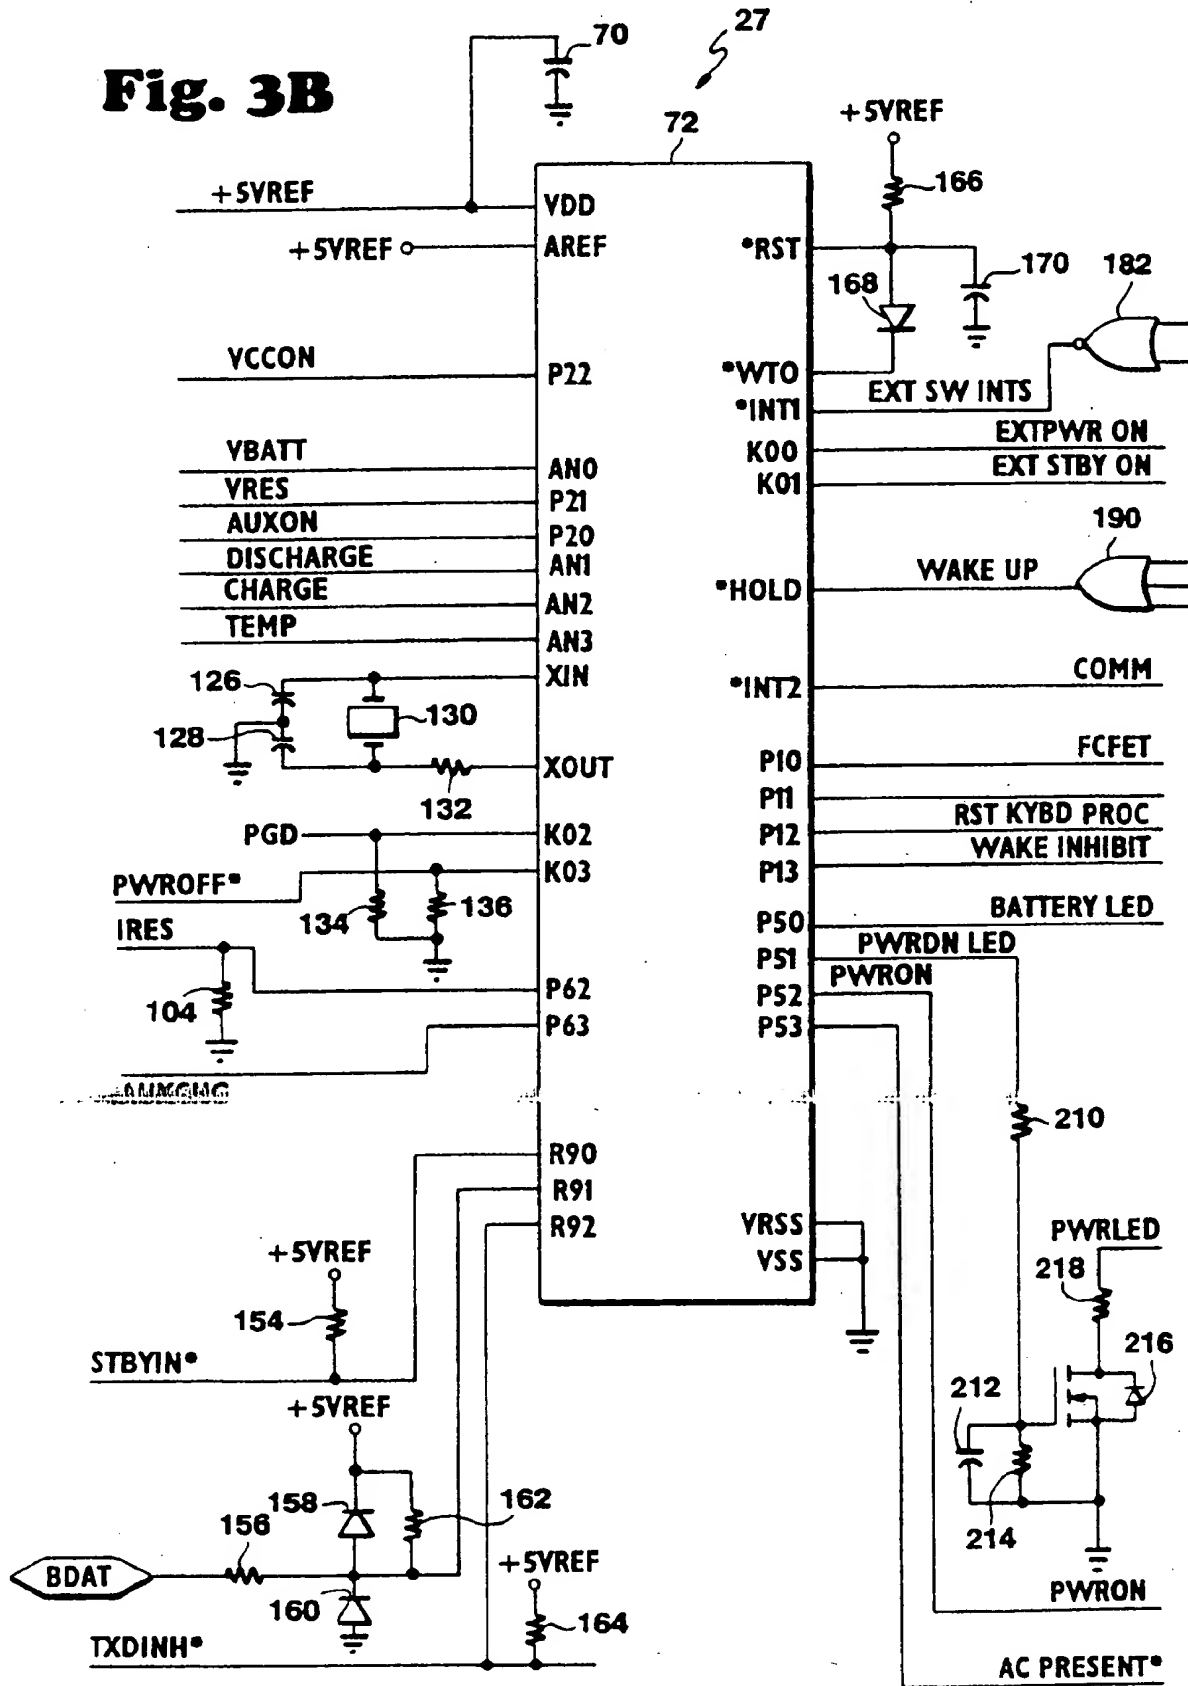 Fig. 3B
70
27
72
+5VREF
166
+5VREF
VDD
+5VREF
AREF
*RST
168
170
182
VCCON
P22
*WTO
*INT1
EXT SW INTS
K00
EXTPWR ON
K01
EXT STBY ON
VBATT
AN0
VRES
P21
AUXON
P20
DISCHARGE
AN1
CHARGE
AN2
TEMP
AN3
*HOLD
WAKE UP
190
126
XIN
128
130
132
XOUT
*INT2
COMM
P10
FCFET
P11
P12
RST KYBD PROC
P13
WAKE INHIBIT
PGD
K02
PWROFF*
K03
134
136
IRES
104
P62
P63
P50
BATTERY LED
P51
PWRDN LED
P52
PWRON
P53
210
R90
R91
R92
VRSS
VSS
PWRLED
218
216
212
214
+5VREF
154
STBYIN*
+5VREF
158
162
156
BDAT
160
+5VREF
164
TXDINH*
PWRON
AC PRESENT*